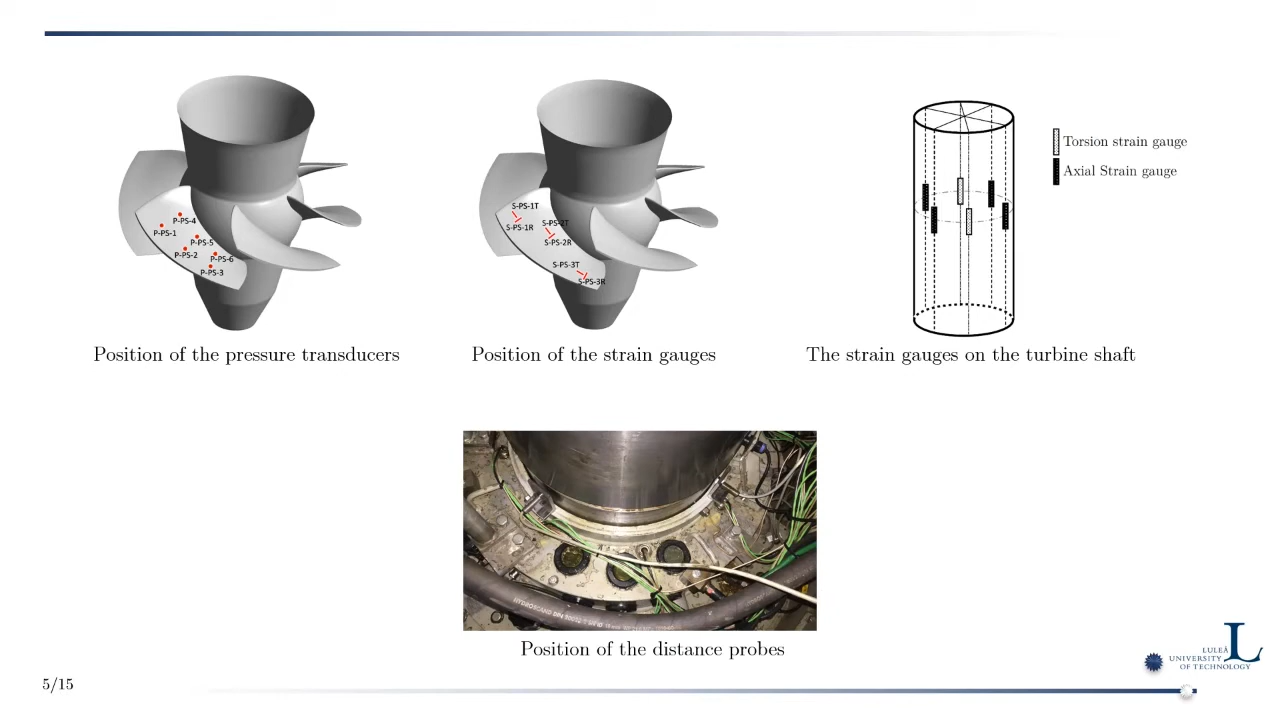 P-PS-4
P-PS-1
P-PS-5
P-PS-2
P-PS-6
P-PS-3
Position of the pressure transducers
S-PS-1T
S-PS-1R
S-PS-2T
S-PS-2R
S-PS-3T
S-PS-3R
Position of the strain gauges
Torsion strain gauge
Axial Strain gauge
The strain gauges on the turbine shaft
HYDROSCAND DIN
Position of the distance probes
5/15
LULEÅ
UNIVERSITY
OF TECHNOLOGY
L